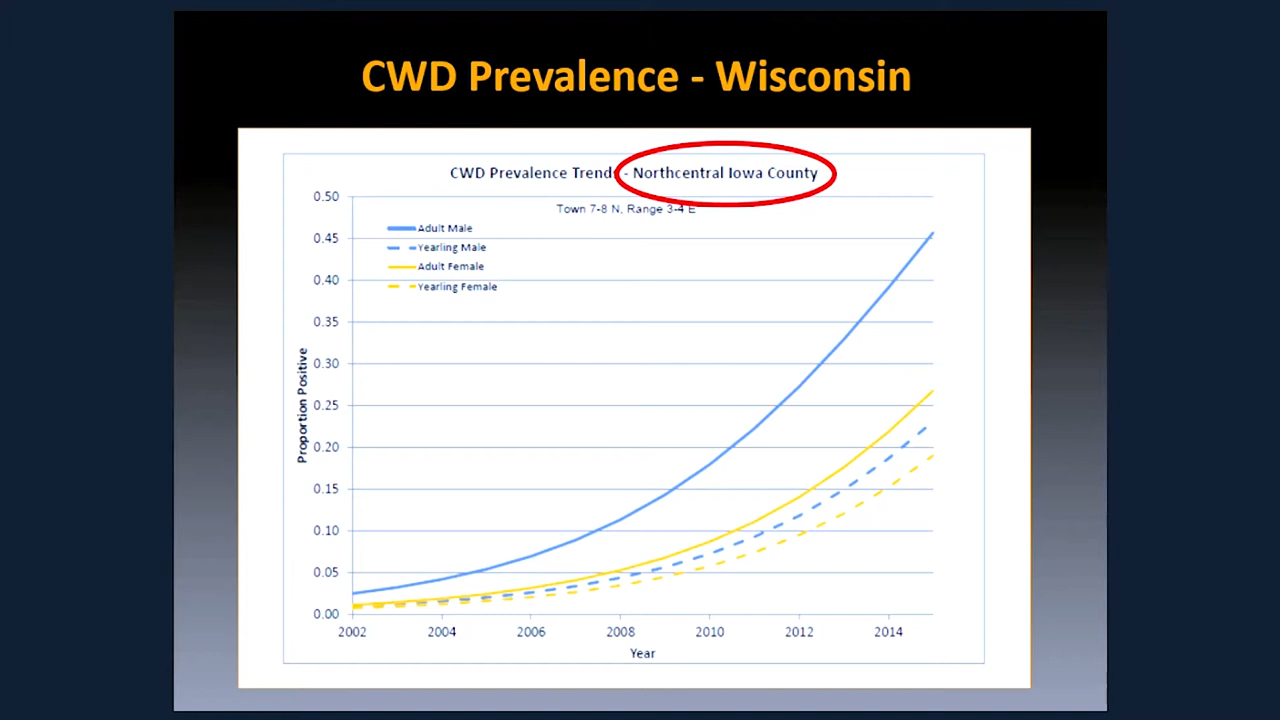 CWD Prevalence - Wisconsin
CWD Prevalence Trends - Northcentral Iowa County
Town 7-8 N, Range 3-4 E
Adult Male
Yearling Male
Adult Female
Yearling Female
0.50
0.45
0.40
0.35
0.30
0.25
0.20
0.15
0.10
0.05
0.00
Proportion Positive
2002 2004 2006 2008 2010 2012 2014
Year